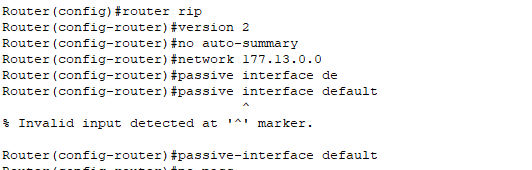 Router(config)#router rip
Router(config-router)#version 2
Router(config-router)#no auto-summary
Router(config-router)#network 177.13.0.0
Router(config-router)#passive interface de
Router(config-router)#passive interface default
^
% Invalid input detected at '^' marker.
Router(config-router)#passive-interface default